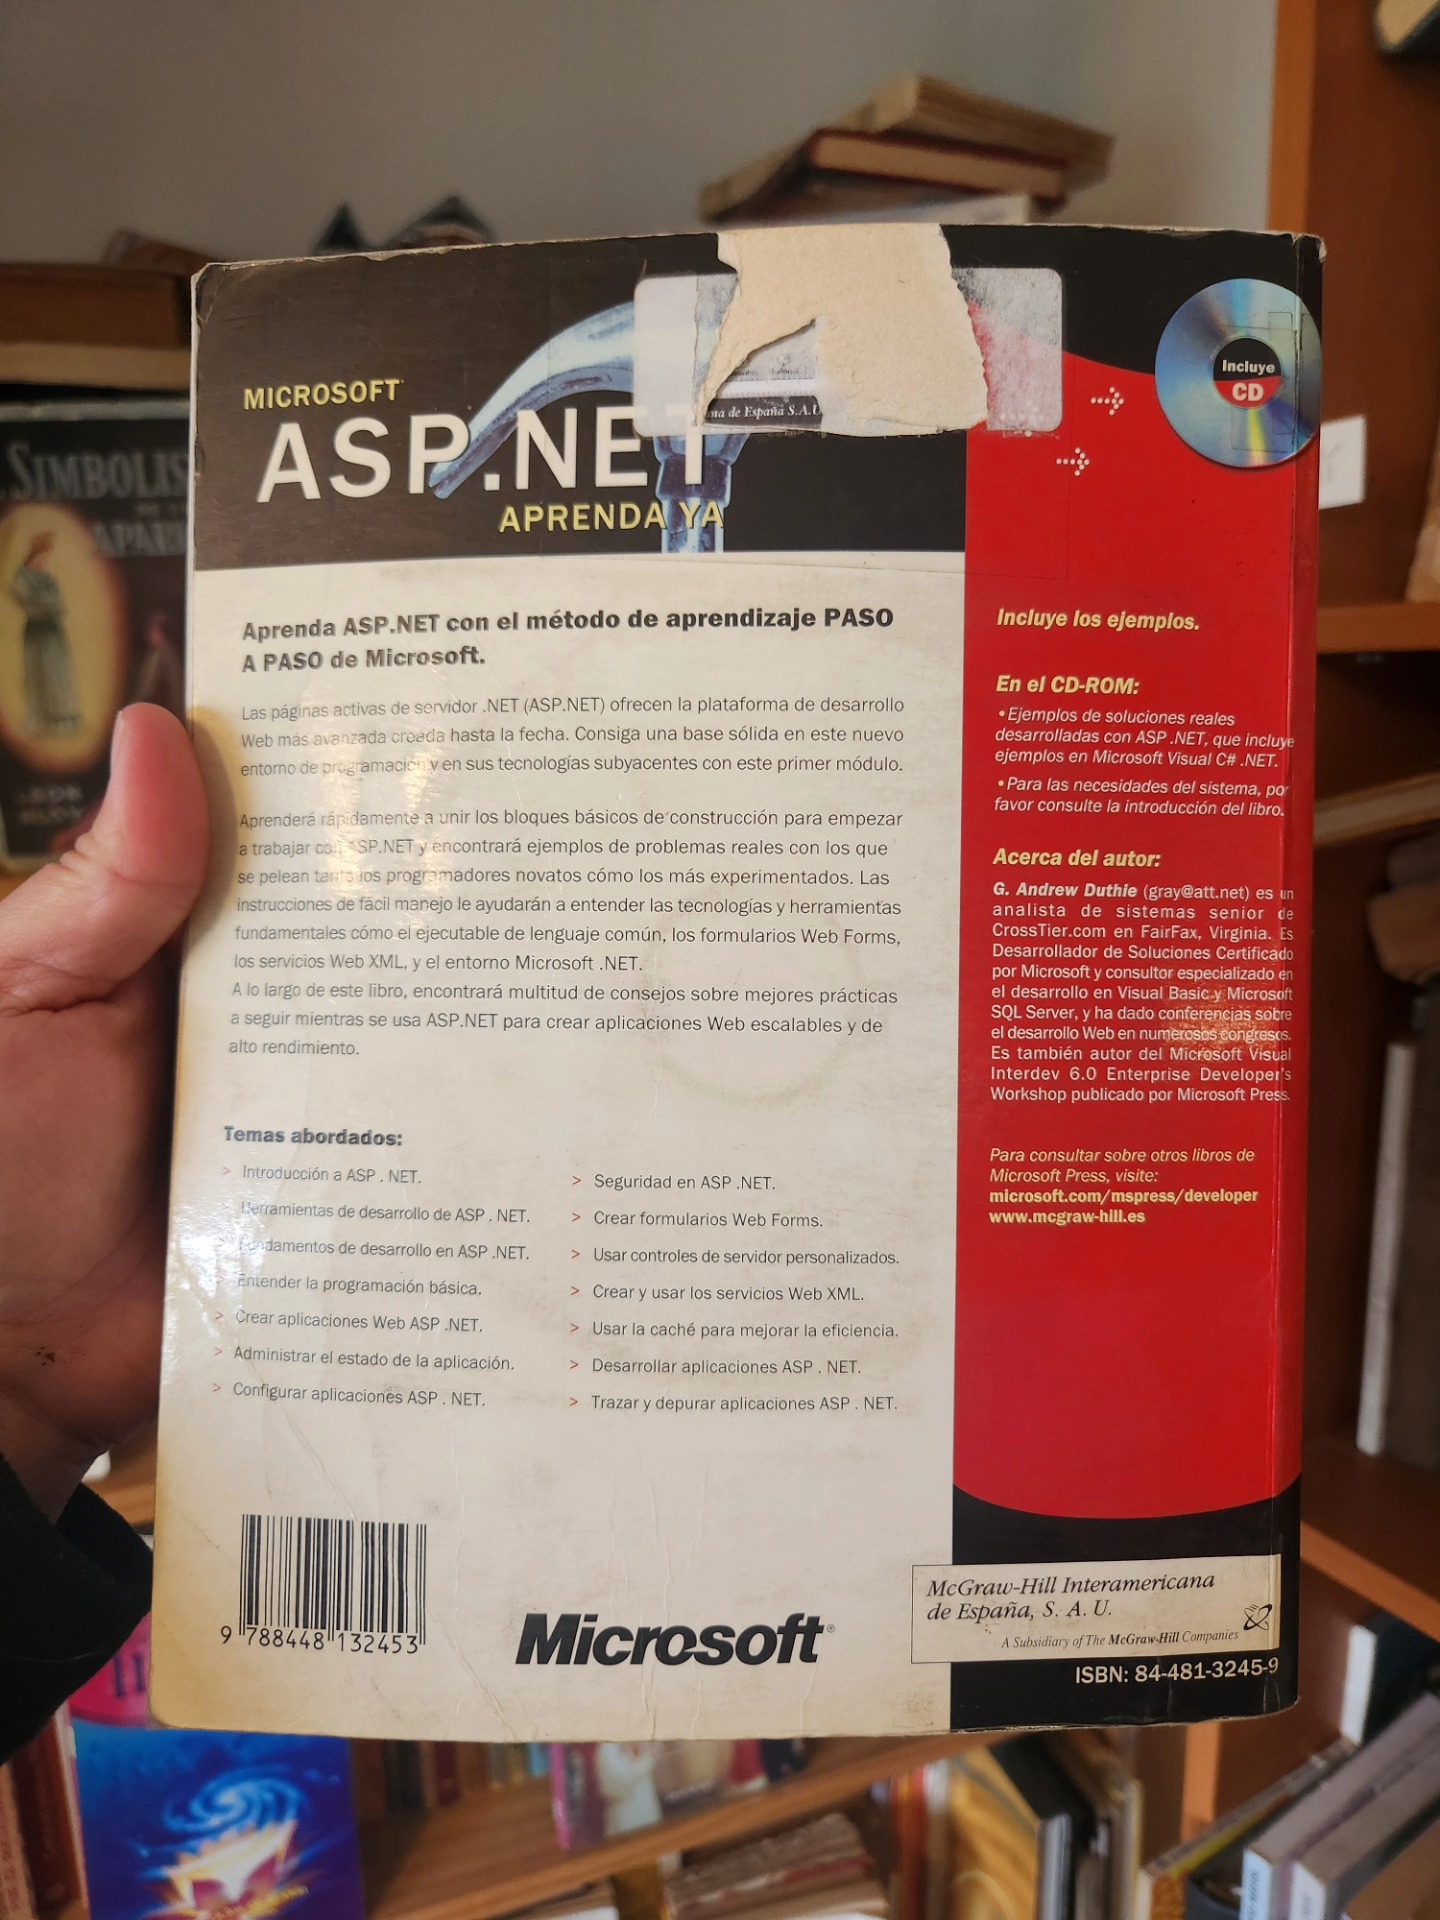 MICROSOFT
ASP.NET
APRENDA YA
na de España S.A.U.
Incluye
CD
Aprenda ASP.NET con el método de aprendizaje PASO
A PASO de Microsoft.
Las páginas activas de servidor .NET (ASP.NET) ofrecen la plataforma de desarrollo
Web más avanzada creada hasta la fecha. Consiga una base sólida en este nuevo
entorno de programación y en sus tecnologías subyacentes con este primer módulo.
Aprenderá rápidamente a unir los bloques básicos de construcción para empezar
a trabajar con ASP.NET y encontrará ejemplos de problemas reales con los que
se pelean tanto los programadores novatos cómo los más experimentados. Las
instrucciones de fácil manejo le ayudarán a entender las tecnologías y herramientas
fundamentales cómo el ejecutable de lenguaje común, los formularios Web Forms,
los servicios Web XML, y el entorno Microsoft .NET.
A lo largo de este libro, encontrará multitud de consejos sobre mejores prácticas
a seguir mientras se usa ASP.NET para crear aplicaciones Web escalables y de
alto rendimiento.
Temas abordados:
> Introducción a ASP . NET.
Herramientas de desarrollo de ASP . NET.
Fundamentos de desarrollo en ASP .NET.
> Entender la programación básica.
> Crear aplicaciones Web ASP .NET.
> Administrar el estado de la aplicación.
> Configurar aplicaciones ASP . NET.
> Seguridad en ASP .NET.
> Crear formularios Web Forms.
> Usar controles de servidor personalizados.
> Crear y usar los servicios Web XML.
> Usar la caché para mejorar la eficiencia.
> Desarrollar aplicaciones ASP . NET.
> Trazar y depurar aplicaciones ASP . NET.
Incluye los ejemplos.
En el CD-ROM:
•Ejemplos de soluciones reales
desarrolladas con ASP .NET, que incluye
ejemplos en Microsoft Visual C# .NET.
•Para las necesidades del sistema, por
favor consulte la introducción del libro.
Acerca del autor:
G. Andrew Duthie (gray@att.net) es un
analista de sistemas senior de
CrossTier.com en FairFax, Virginia. Es
Desarrollador de Soluciones Certificado
por Microsoft y consultor especializado en
el desarrollo en Visual Basic y Microsoft
SQL Server, y ha dado conferencias sobre
el desarrollo Web en numerosos congresos.
Es también autor del Microsoft Visual
Interdev 6.0 Enterprise Developer's
Workshop publicado por Microsoft Press.
Para consultar sobre otros libros de
Microsoft Press, visite:
microsoft.com/mspress/developer
www.mcgraw-hill.es
9 788448 132453
Microsoft®
McGraw-Hill Interamericana
de España, S. A. U.
A Subsidiary of The McGraw-Hill Companies
ISBN: 84-481-3245-9
SIMBOLIS